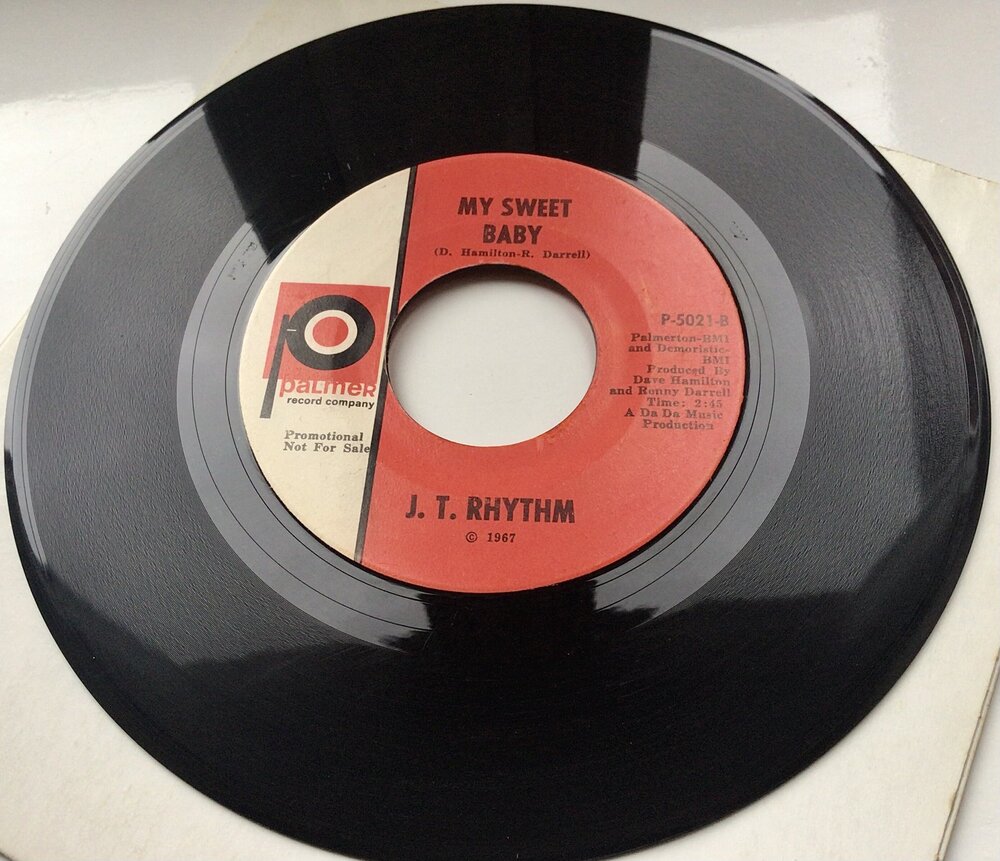 MY SWEET
BABY
(D. Hamilton-R. Darrell)
P-5021-B
Palmerton-BMI
and Demoristic-
BMI
Produced By
Dave Hamilton
and Ronny Darrell
Time: 2:45
A Da Da Music
Production
palmer
record company
Promotional
Not For Sale
J. T. RHYTHM
© 1967